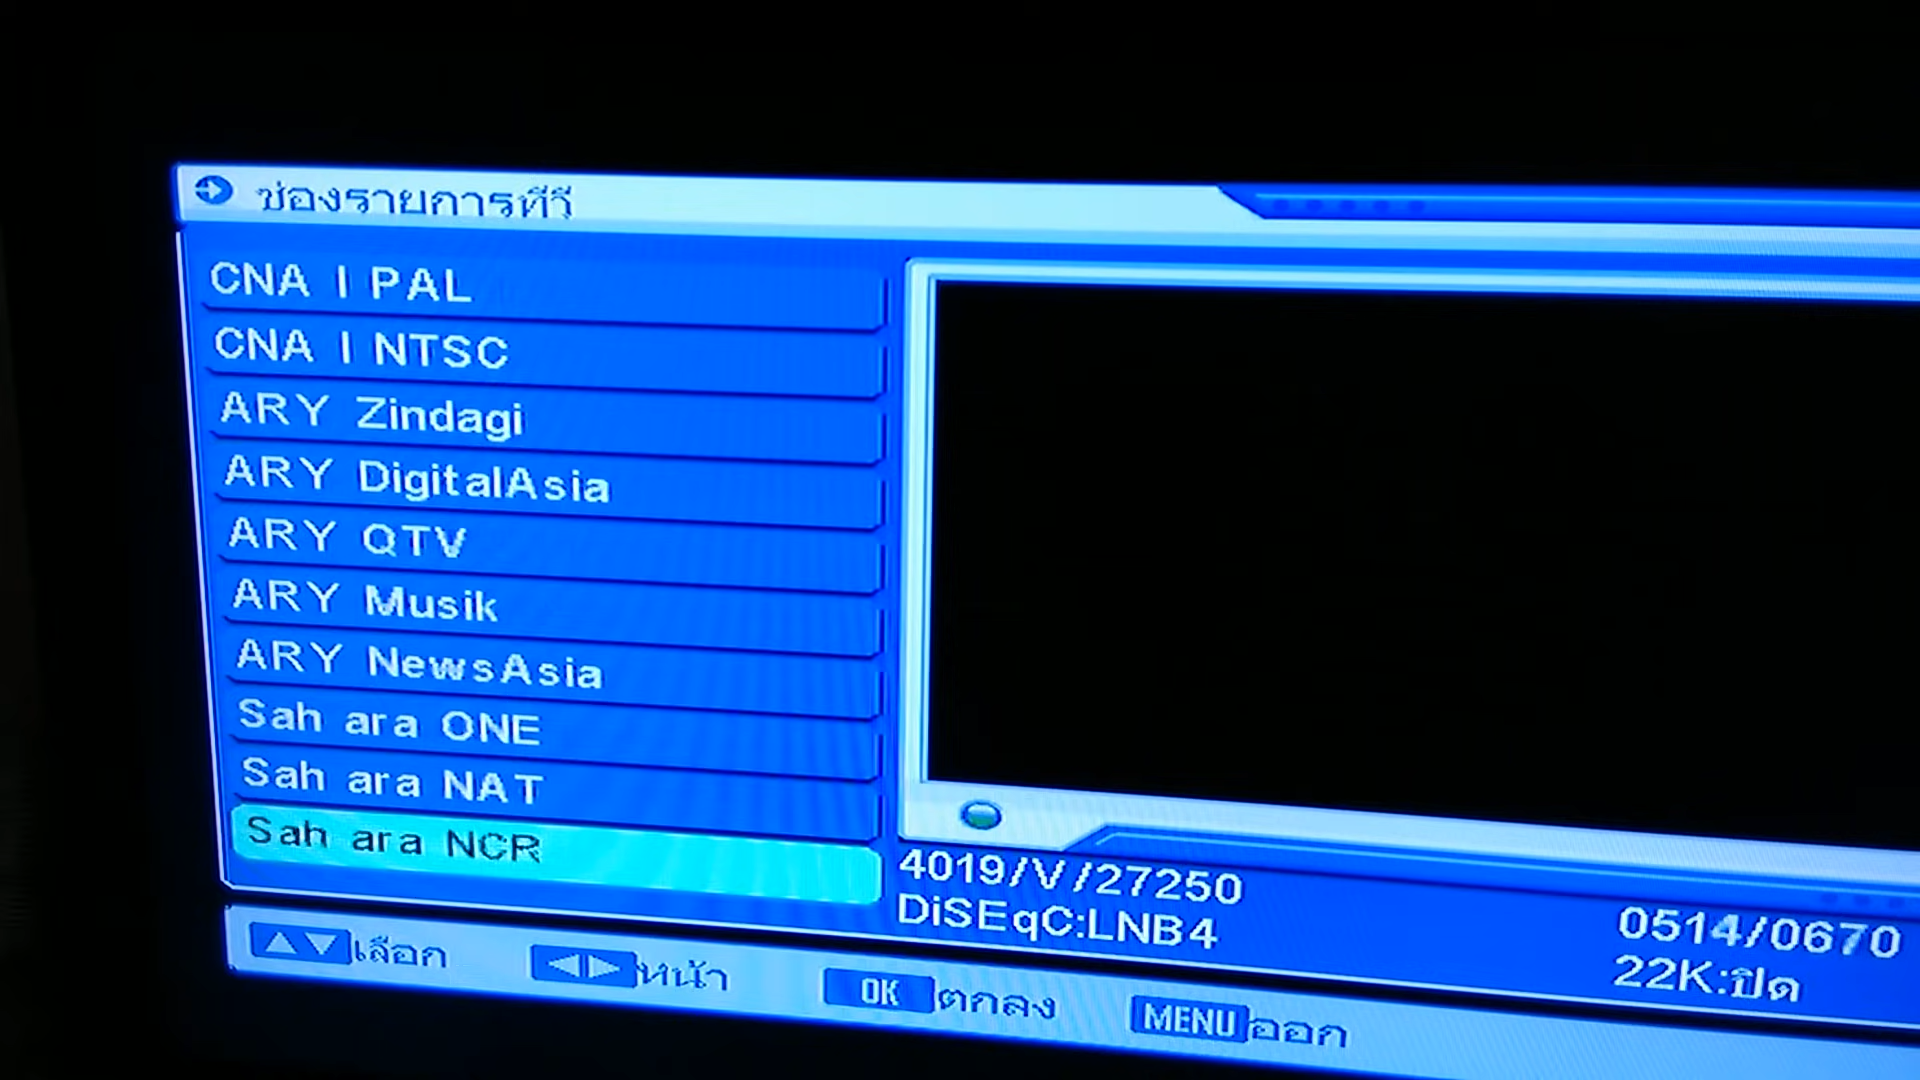 ช่องรายการทีวี
CNA I PAL
CNA I NTSC
ARY Zindagi
ARY DigitalAsia
ARY QTV
ARY Musik
ARY NewsAsia
Sah ara ONE
Sah ara NAT
Sah ara NCR
4019/V/27250
DiSEqC:LNB4
0514/0670
22K:ปิด
เลือก
หน้า
OK ตกลง
MENU ออก